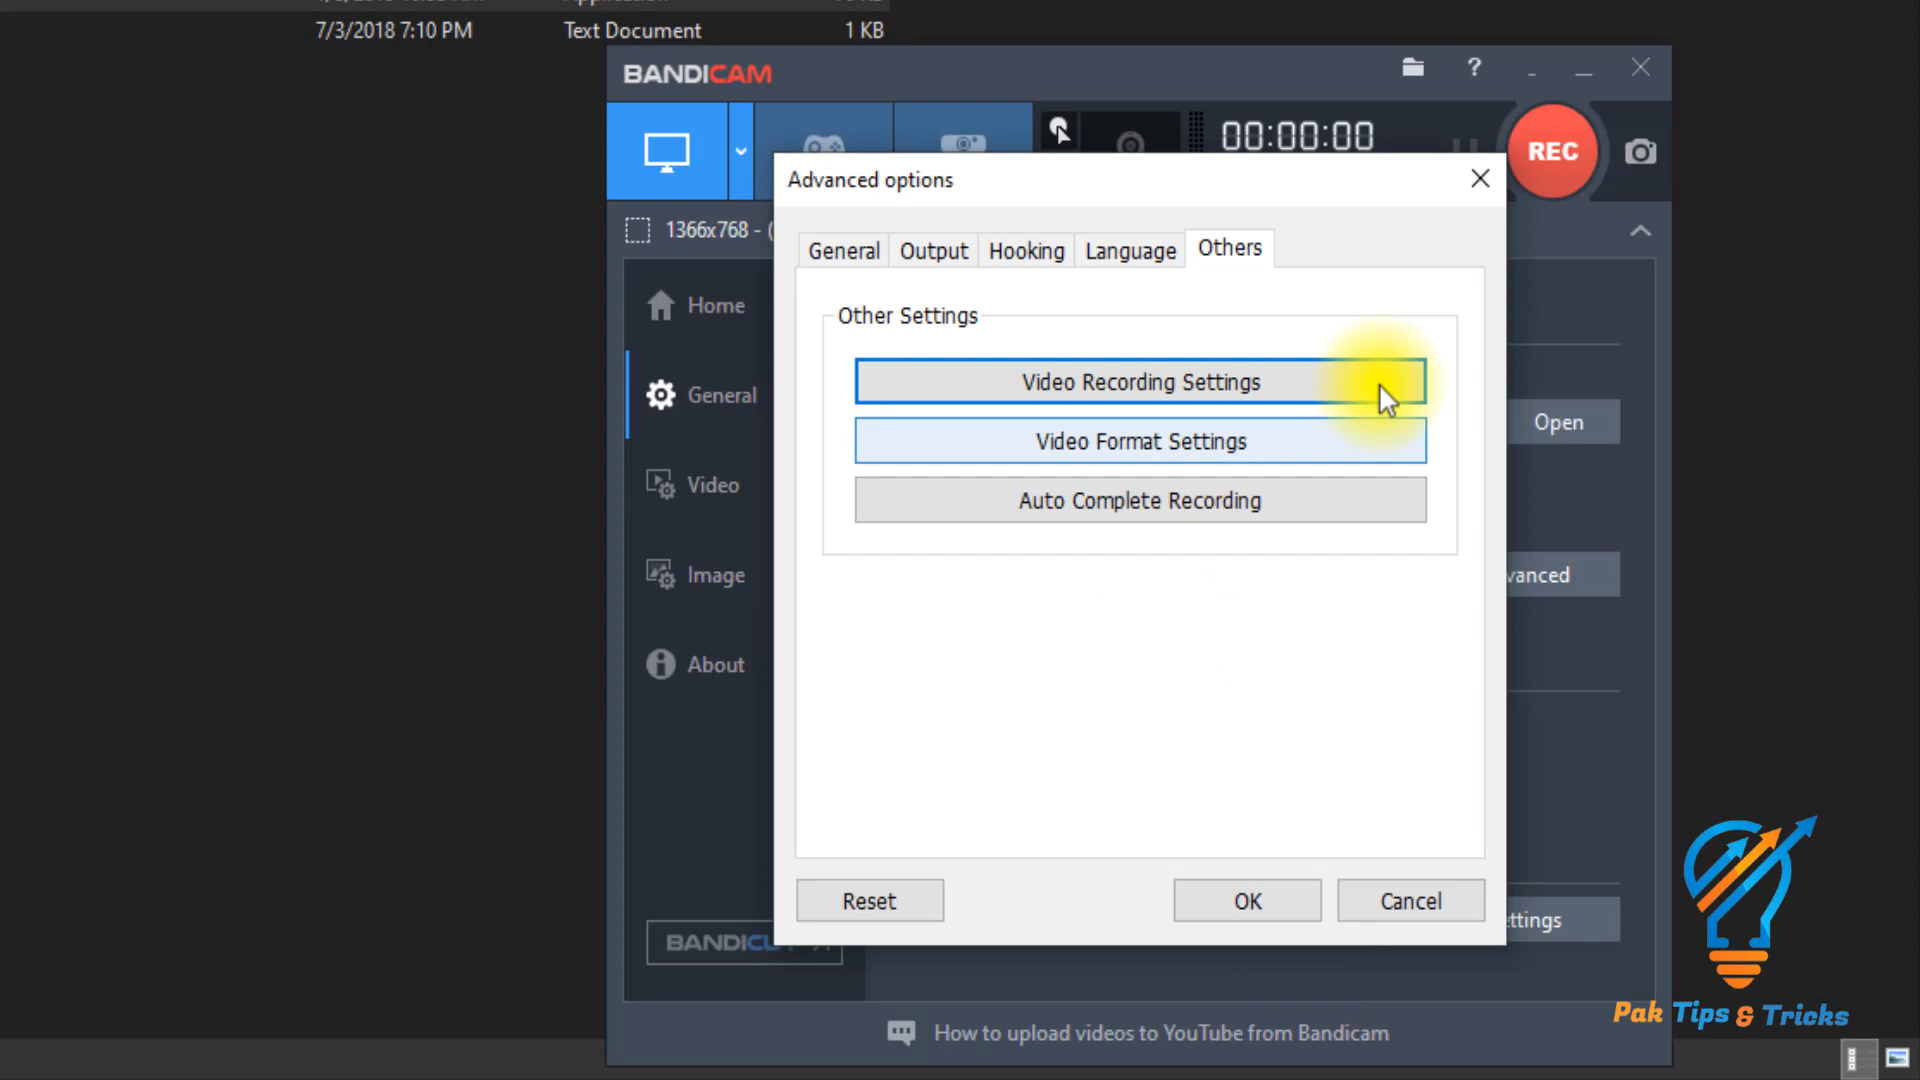 7/3/2018 7:10 PM Text Document 1 KB
BANDICAM
?
00:00:00
REC
Advanced options
1366x768 - (
General Output Hooking Language Others
Other Settings
Home
Video Recording Settings
General
Open
Video Format Settings
Video
Auto Complete Recording
Image
vanced
About
Reset OK Cancel
ttings
BANDICU
Pak Tips & Tricks
How to upload videos to YouTube from Bandicam